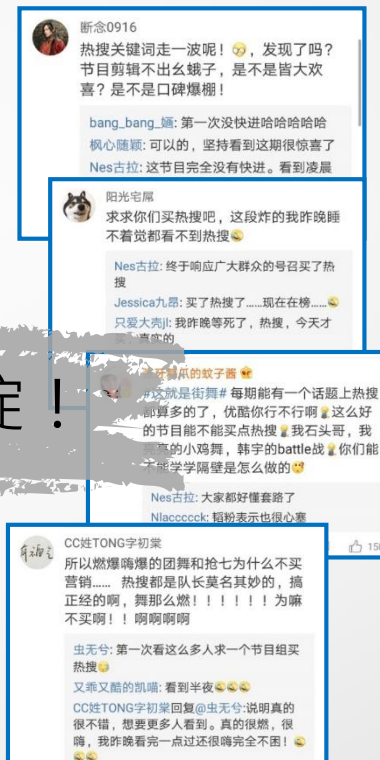 断念0916
热搜关键词走一波呢！，发现了吗？
节目剪辑不出幺蛾子，是不是皆大欢
喜？是不是口碑爆棚！
bang_bang_婳: 第一次没快进哈哈哈哈哈
枫心随颖: 可以的，坚持看到这期很惊喜了
Nes古拉: 这节目完全没有快进。看到凌晨
阳光宅屌
求求你们买热搜吧，这段炸的我昨晚睡
不着觉都看不到热搜
Nes古拉: 终于响应广大群众的号召买了热
搜
Jessica九昂: 买了热搜了……现在在榜……
只爱大壳jl: 我昨晚等死了，热搜，今天才
真实的
定！
爪的蚊子酱
#这就是街舞# 每期能有一个话题上热搜
都算多的了，优酷你行不行啊这么好
的节目能不能买点热搜我石头哥，我
亮亮的小鸡舞，韩宇的battle战你们能
不能学学隔壁是怎么做的
Nes古拉: 大家都好懂套路了
Nlaccccck: 韬粉表示也很心塞
CC姓TONG字初棠
所以燃爆嗨爆的团舞和抢七为什么不买
营销…… 热搜都是队长莫名其妙的，搞
正经的啊，舞那么燃！！！！！！为嘛
不买啊！！啊啊啊啊
虫无兮: 第一次看这么多人求一个节目组买
热搜
又乖又酷的凯喵: 看到半夜
CC姓TONG字初棠回复@虫无兮:说明真的
很不错，想要更多人看到。真的很燃，很
嗨，我昨晚看完一点过还很嗨完全不困！